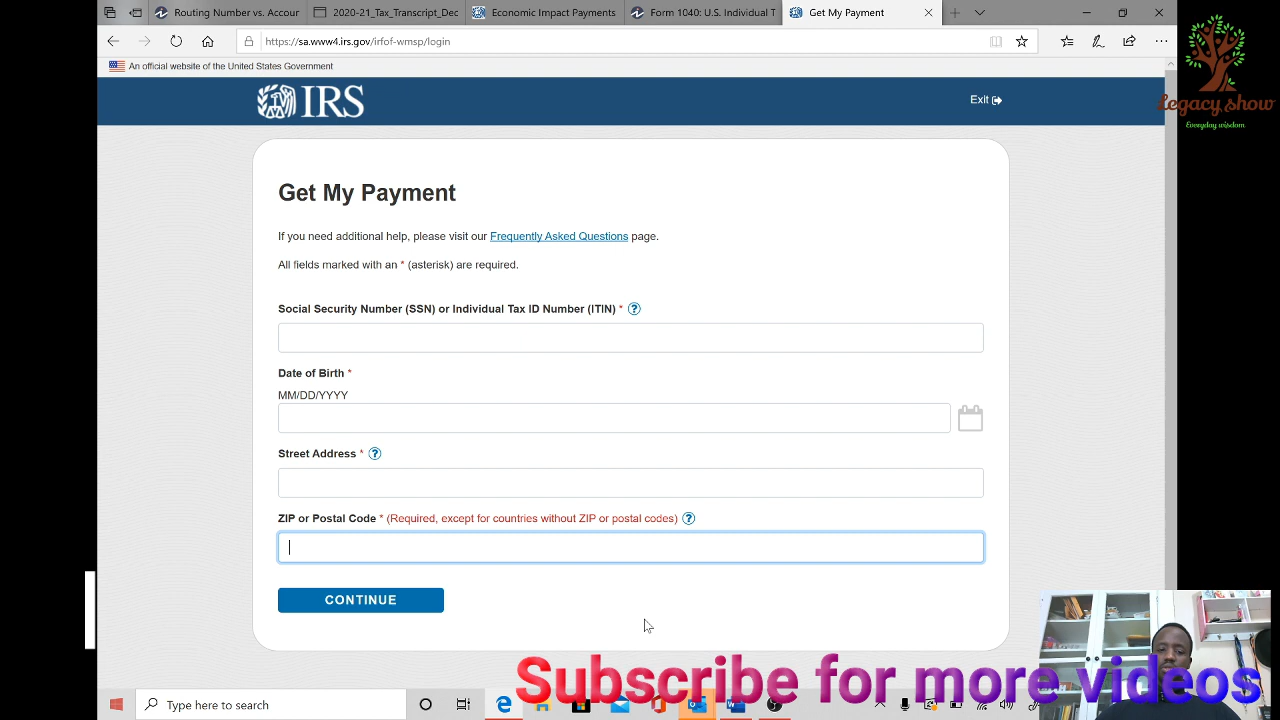 Routing Number vs. Accour
2020-21_Tax_Transcript_Dec
Economic Impact Payments
Form 1040: U.S. Individual T
Get My Payment
https://sa.www4.irs.gov/irfof-wmsp/login
An official website of the United States Government
IRS
Exit
Legacy show
Everyday wisdom
Get My Payment
If you need additional help, please visit our Frequently Asked Questions page.
All fields marked with an * (asterisk) are required.
Social Security Number (SSN) or Individual Tax ID Number (ITIN) * ?
Date of Birth *
MM/DD/YYYY
Street Address * ?
ZIP or Postal Code * (Required, except for countries without ZIP or postal codes) ?
CONTINUE
Subscribe for more videos
Type here to search